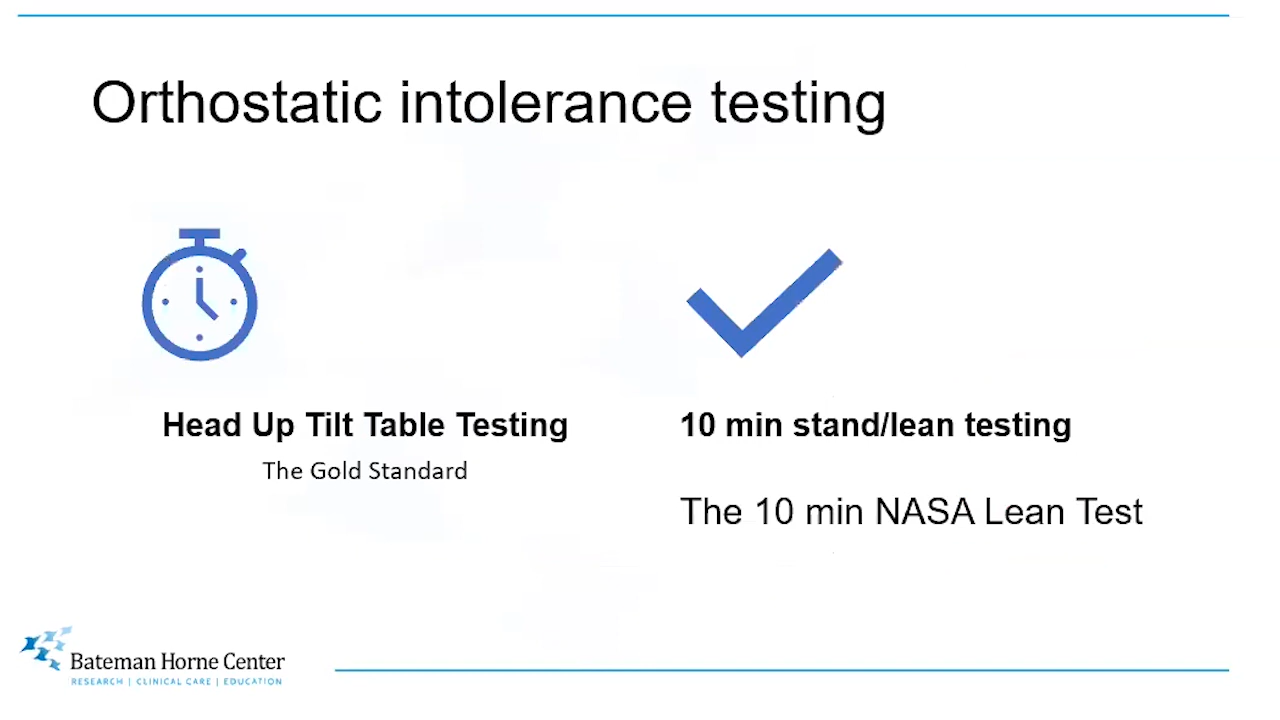 Orthostatic intolerance testing
Head Up Tilt Table Testing
The Gold Standard
10 min stand/lean testing
The 10 min NASA Lean Test
Bateman Horne Center
RESEARCH | CLINICAL CARE | EDUCATION